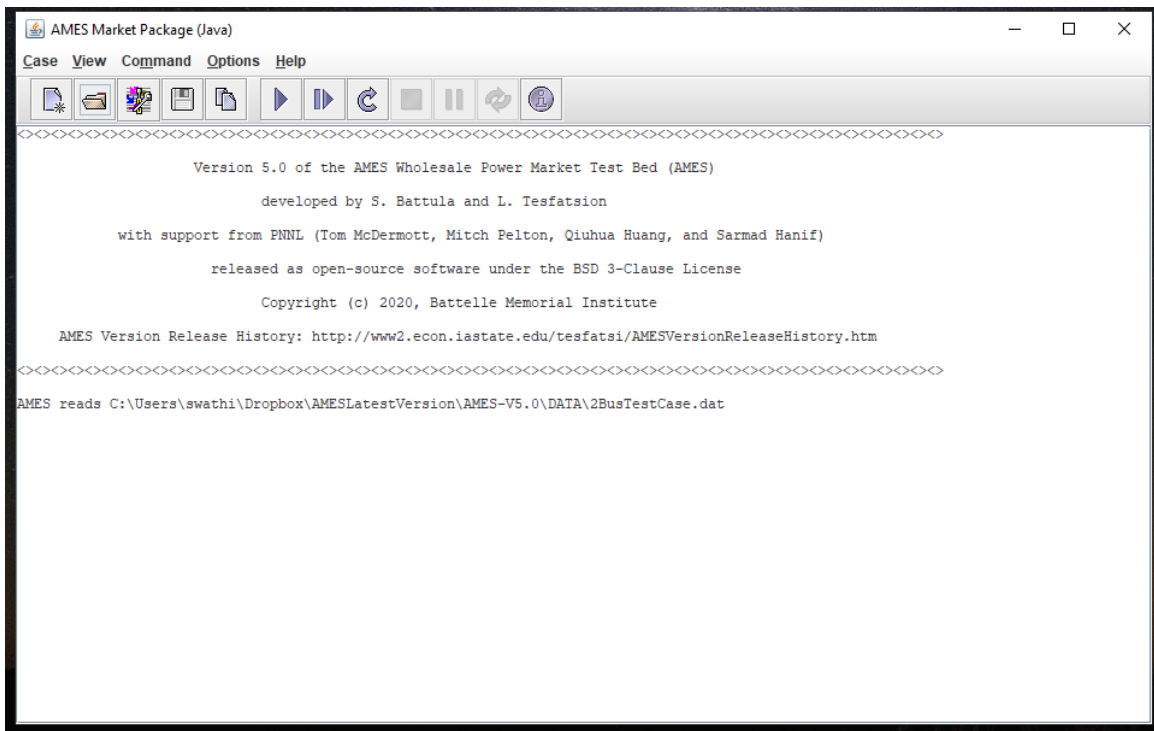 AMES Market Package (Java)
Case View Command Options Help
<><><><><><><><><><><><><><><><><><><><><><><><><><><><><><><><><><><><><><><><><><><><><><><><><><><><><><><>
Version 5.0 of the AMES Wholesale Power Market Test Bed (AMES)
developed by S. Battula and L. Tesfatsion
with support from PNNL (Tom McDermott, Mitch Pelton, Qiuhua Huang, and Sarmad Hanif)
released as open-source software under the BSD 3-Clause License
Copyright (c) 2020, Battelle Memorial Institute
AMES Version Release History: http://www2.econ.iastate.edu/tesfatsi/AMESVersionReleaseHistory.htm
<><><><><><><><><><><><><><><><><><><><><><><><><><><><><><><><><><><><><><><><><><><><><><><><><><><><><><><>
AMES reads C:\Users\swathi\Dropbox\AMESLatestVersion\AMES-V5.0\DATA\2BusTestCase.dat